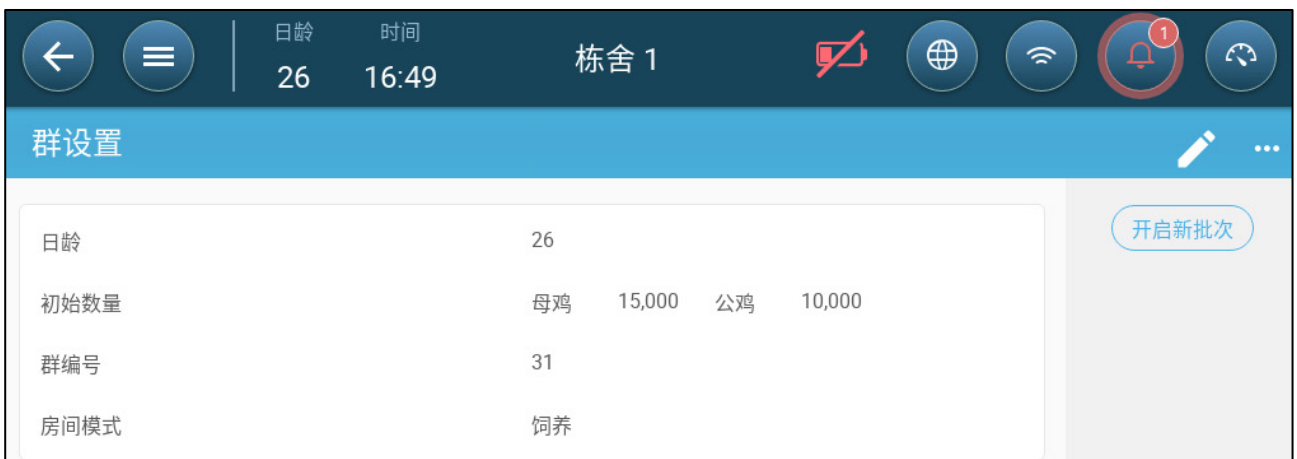 日龄 时间
26 16:49 栋舍 1 1
群设置
日龄 26 开启新批次
初始数量 母鸡 15,000 公鸡 10,000
群编号 31
房间模式 饲养